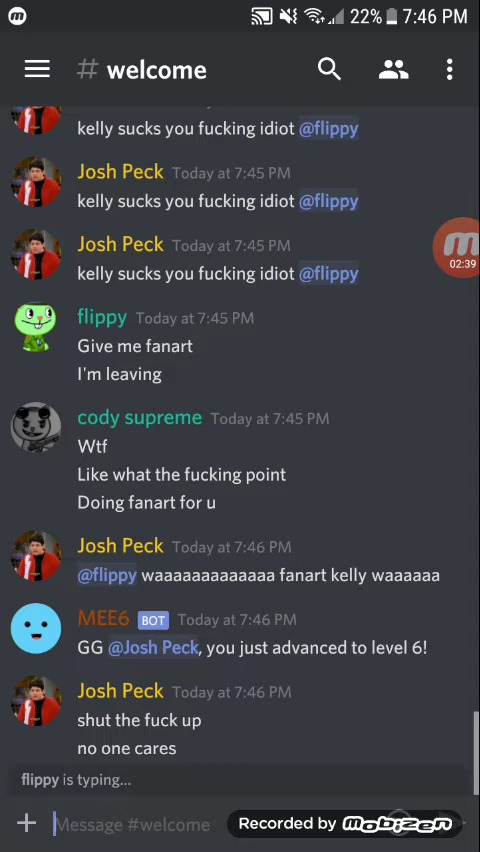 22% 7:46 PM
# welcome
kelly sucks you fucking idiot @flippy
Josh Peck Today at 7:45 PM
kelly sucks you fucking idiot @flippy
Josh Peck Today at 7:45 PM
kelly sucks you fucking idiot @flippy
02:39
flippy Today at 7:45 PM
Give me fanart
I'm leaving
cody supreme Today at 7:45 PM
Wtf
Like what the fucking point
Doing fanart for u
Josh Peck Today at 7:46 PM
@flippy waaaaaaaaaaaaa fanart kelly waaaaaa
MEE6 BOT Today at 7:46 PM
GG @Josh Peck, you just advanced to level 6!
Josh Peck Today at 7:46 PM
shut the fuck up
no one cares
flippy is typing...
Message #welcome
Recorded by mobizen